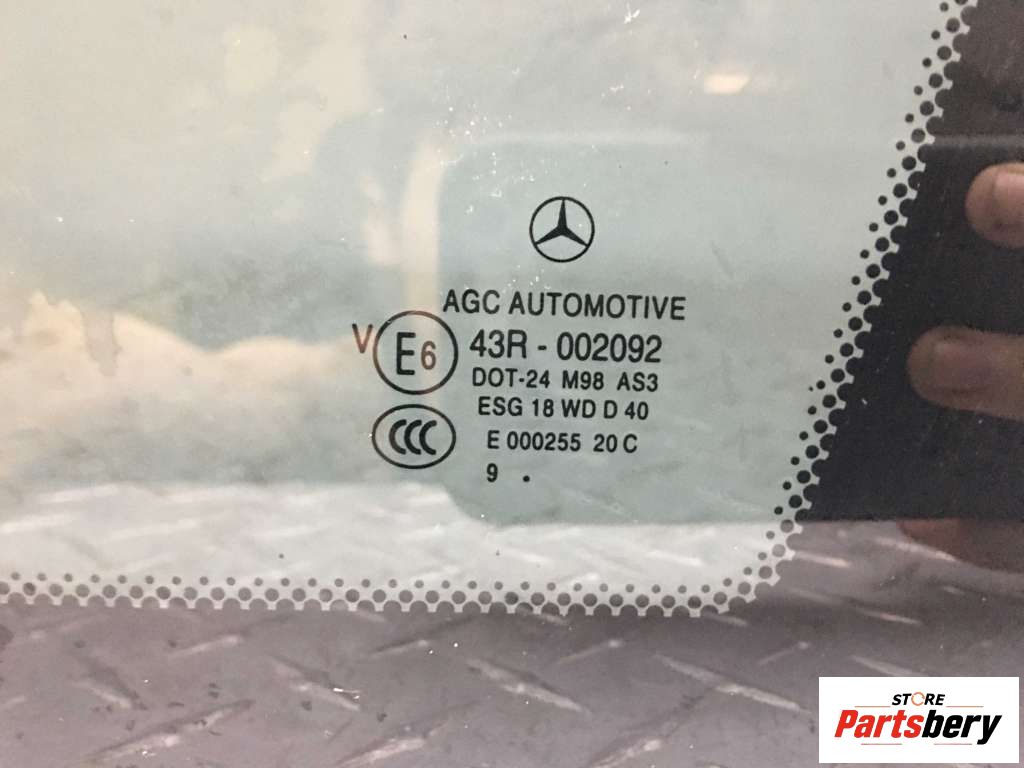 AGC AUTOMOTIVE
V E6 43R - 002092
DOT-24 M98 AS3
ESG 18 WD D 40
CCC E 000255 20 C
9 .
STORE
Partsbery